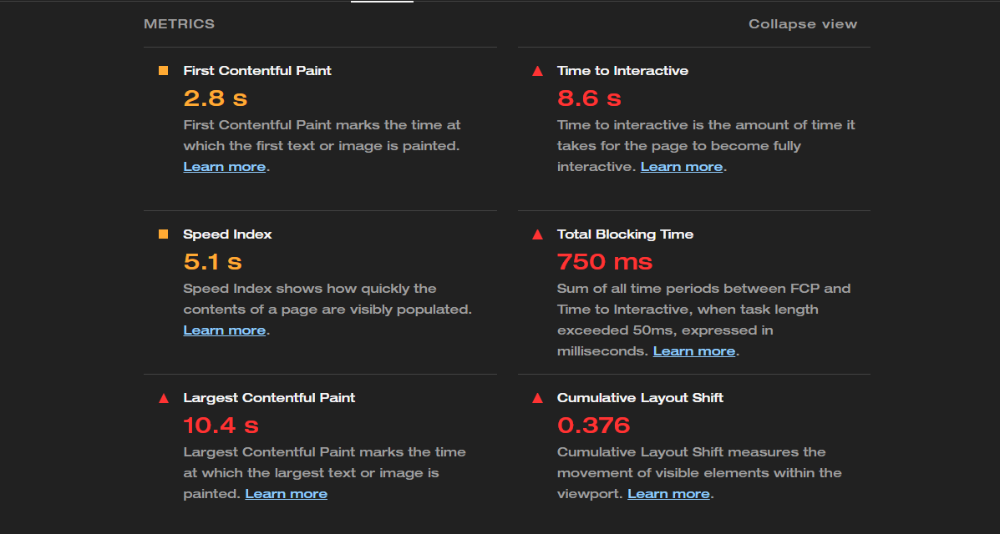 METRICS
Collapse view
First Contentful Paint
2.8 s
First Contentful Paint marks the time at
which the first text or image is painted.
Learn more.
Time to Interactive
8.6 s
Time to interactive is the amount of time it
takes for the page to become fully
interactive. Learn more.
Speed Index
5.1 s
Speed Index shows how quickly the
contents of a page are visibly populated.
Learn more.
Total Blocking Time
750 ms
Sum of all time periods between FCP and
Time to Interactive, when task length
exceeded 50ms, expressed in
milliseconds. Learn more.
Largest Contentful Paint
10.4 s
Largest Contentful Paint marks the time
at which the largest text or image is
painted. Learn more
Cumulative Layout Shift
0.376
Cumulative Layout Shift measures the
movement of visible elements within the
viewport. Learn more.